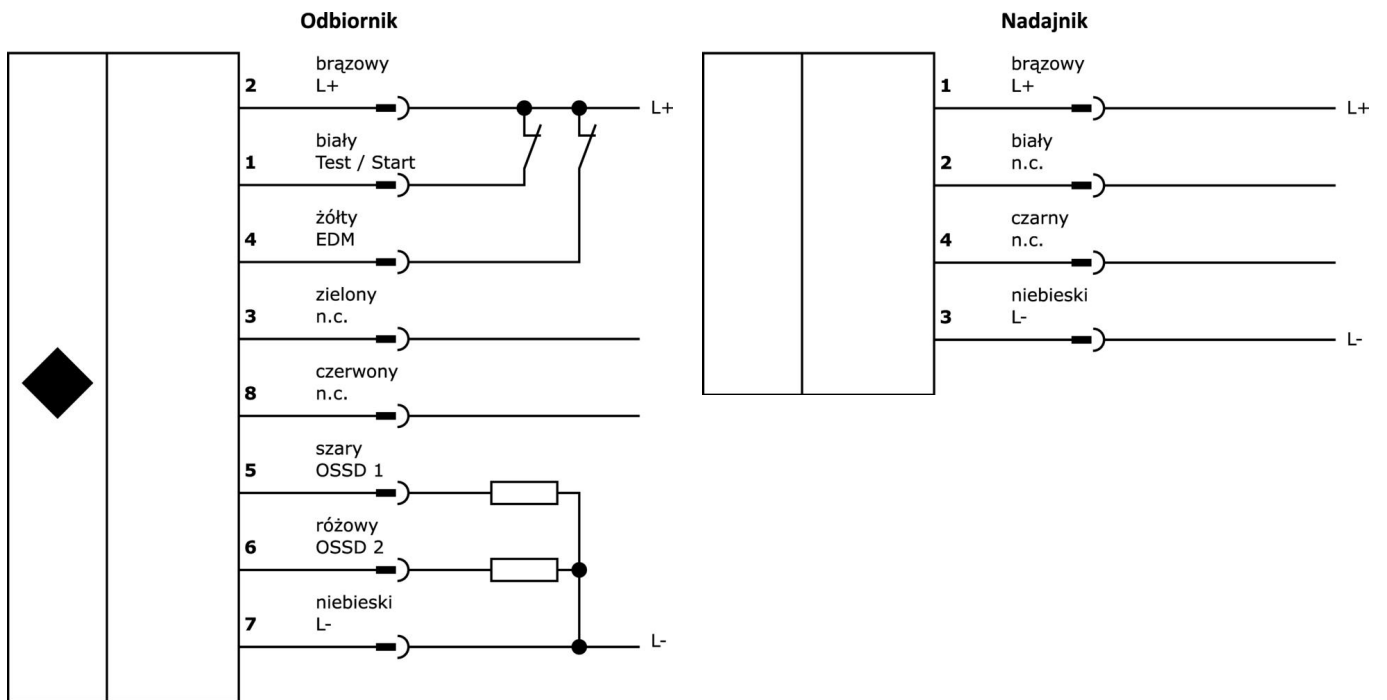 Odbiornik
2
brązowy
L+
L+
1
biały
Test / Start
4
żółty
EDM
3
zielony
n.c.
8
czerwony
n.c.
5
szary
OSSD 1
6
różowy
OSSD 2
7
niebieski
L-
L-
Nadajnik
1
brązowy
L+
L+
2
biały
n.c.
4
czarny
n.c.
3
niebieski
L-
L-